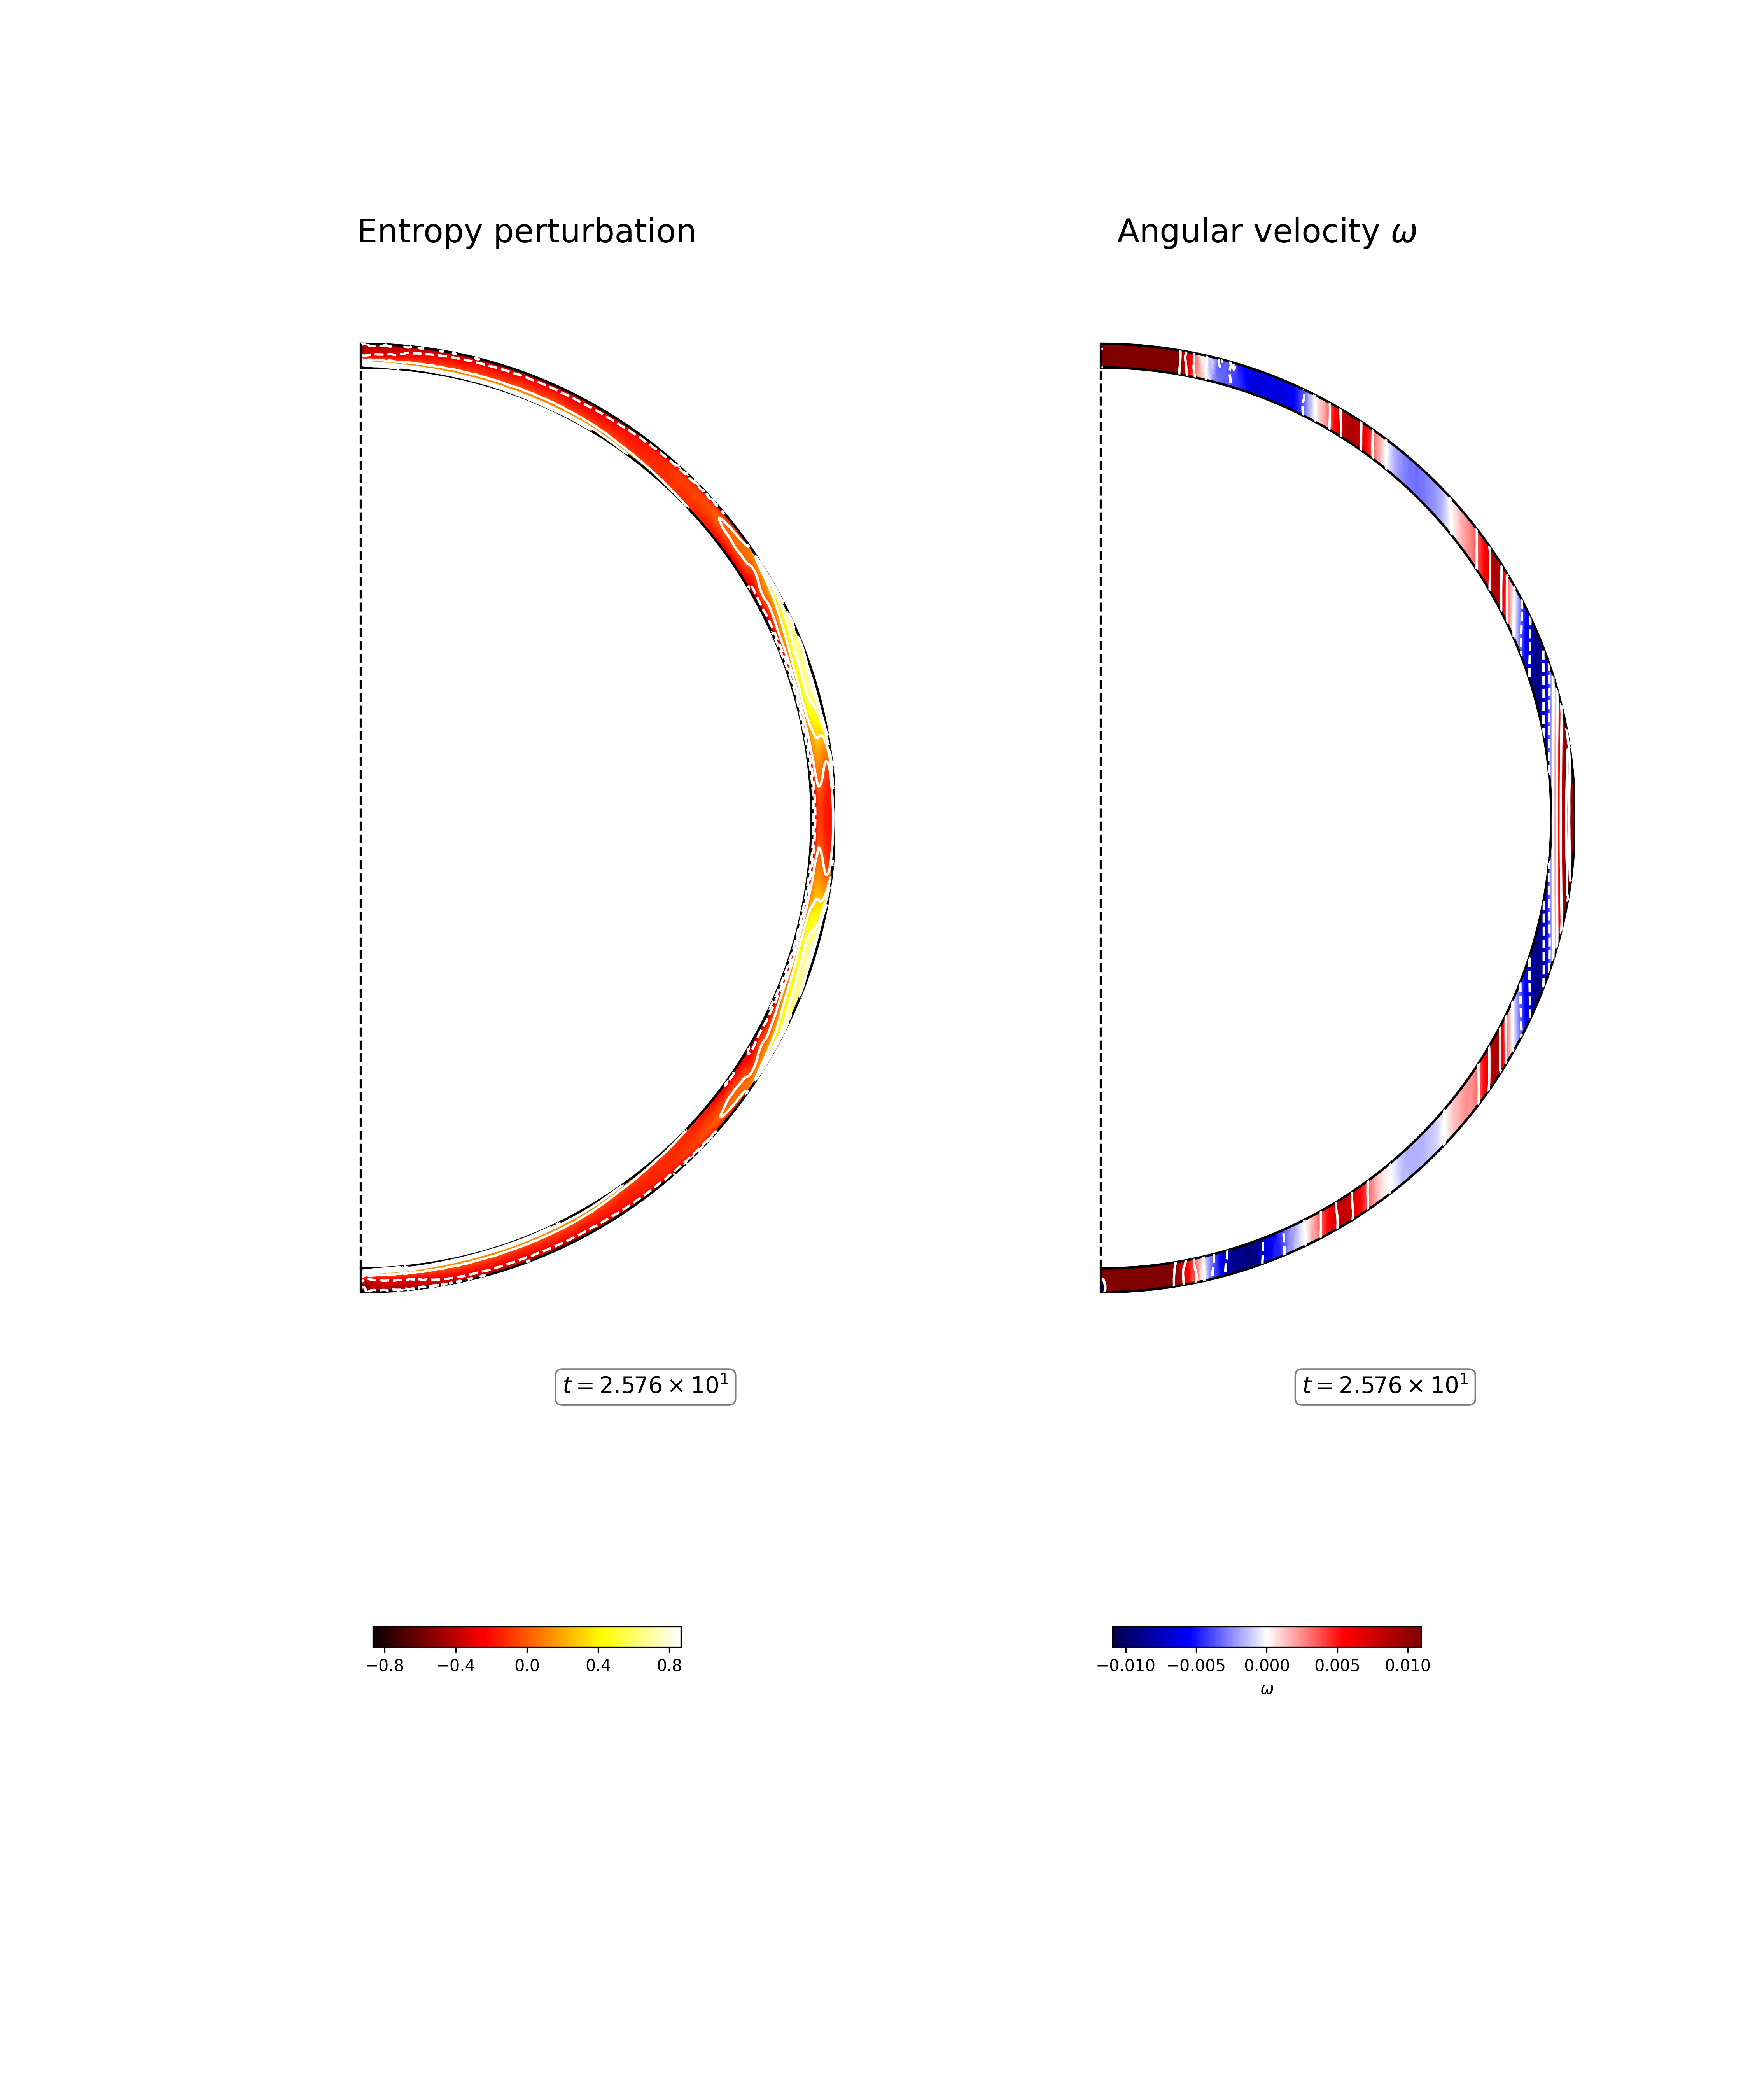 Entropy perturbation
Angular velocity ω
t = 2.576 × 10¹
t = 2.576 × 10¹
−0.8 −0.4 0.0 0.4 0.8
−0.010 −0.005 0.000 0.005 0.010
ω